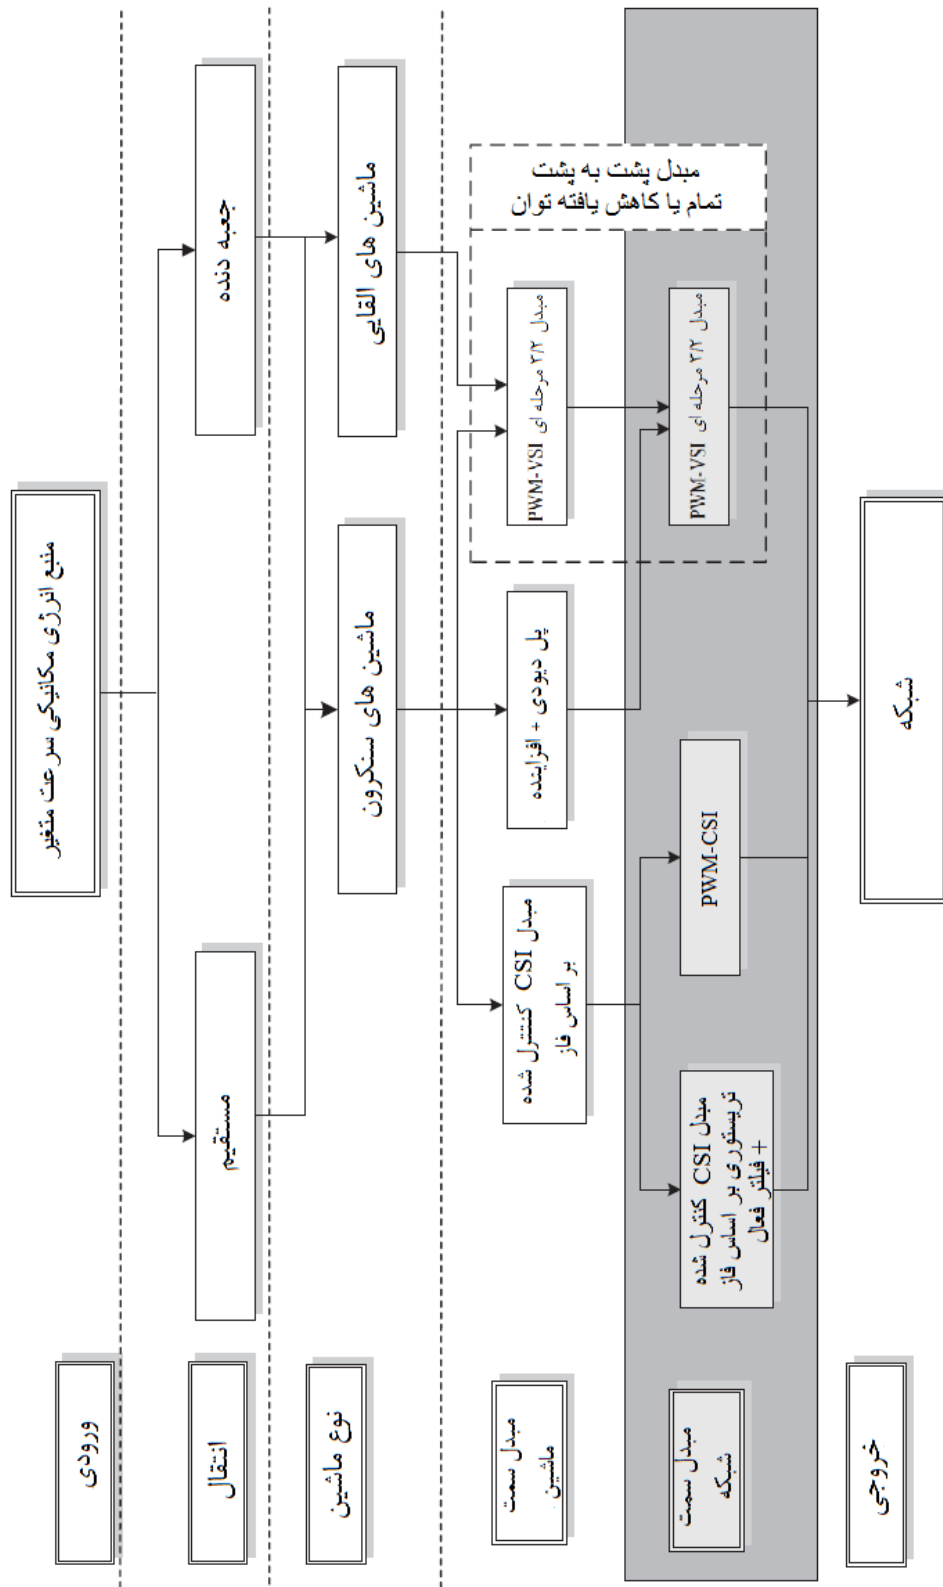 ورودی
منبع انرژی مکانیکی سرعت متغیر
انتقال
مستقیم
جعبه دنده
نوع ماشین
ماشین های سنکرون
ماشین های القایی
مبدل سمت
ماشین
مبدل CSI کنتترل شده
بر اساس فاز
پل دیودی + افزاینده
مبدل ۳/۲ مرحله ای
PWM-VSI
مبدل پشت به پشت
تمام یا کاهش یافته توان
مبدل سمت
شبکه
مبدل CSI کنترل شده
تریستوری بر اساس فاز
+ فیلتر فعال
PWM-CSI
مبدل ۳/۲ مرحله ای
PWM-VSI
خروجی
شبکه